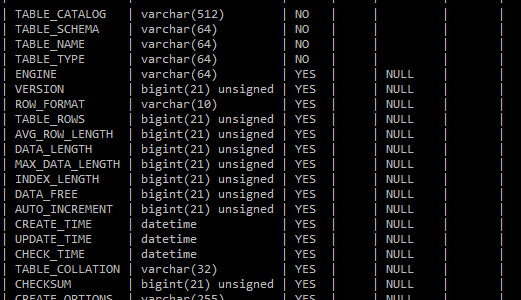 | TABLE_CATALOG | varchar(512) | NO | | | |
| TABLE_SCHEMA | varchar(64) | NO | | | |
| TABLE_NAME | varchar(64) | NO | | | |
| TABLE_TYPE | varchar(64) | NO | | | |
| ENGINE | varchar(64) | YES | | NULL | |
| VERSION | bigint(21) unsigned | YES | | NULL | |
| ROW_FORMAT | varchar(10) | YES | | NULL | |
| TABLE_ROWS | bigint(21) unsigned | YES | | NULL | |
| AVG_ROW_LENGTH | bigint(21) unsigned | YES | | NULL | |
| DATA_LENGTH | bigint(21) unsigned | YES | | NULL | |
| MAX_DATA_LENGTH | bigint(21) unsigned | YES | | NULL | |
| INDEX_LENGTH | bigint(21) unsigned | YES | | NULL | |
| DATA_FREE | bigint(21) unsigned | YES | | NULL | |
| AUTO_INCREMENT | bigint(21) unsigned | YES | | NULL | |
| CREATE_TIME | datetime | YES | | NULL | |
| UPDATE_TIME | datetime | YES | | NULL | |
| CHECK_TIME | datetime | YES | | NULL | |
| TABLE_COLLATION | varchar(32) | YES | | NULL | |
| CHECKSUM | bigint(21) unsigned | YES | | NULL | |
| CREATE_OPTIONS | varchar(255) | YES | | NULL | |